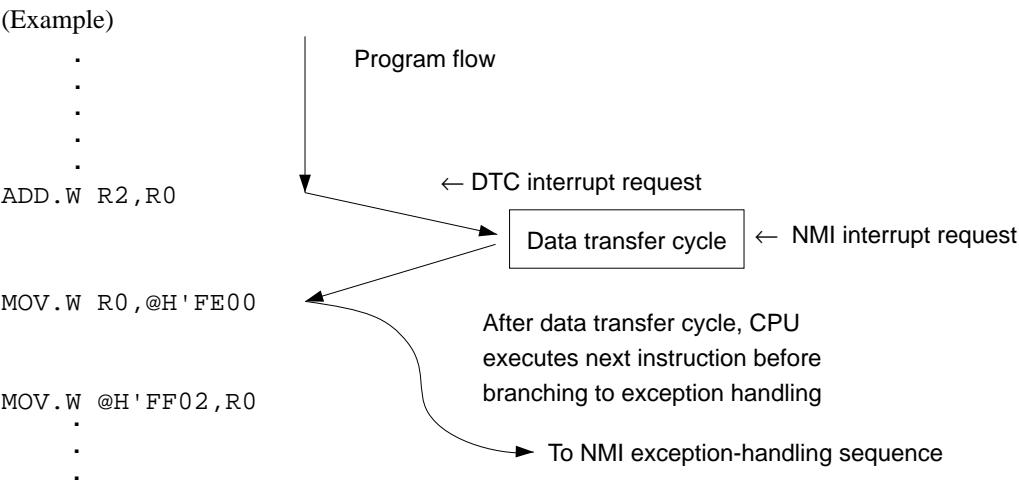 (Example)
Program flow
ADD.W R2,R0
← DTC interrupt request
Data transfer cycle
← NMI interrupt request
MOV.W R0,@H'FE00
After data transfer cycle, CPU
executes next instruction before
branching to exception handling
MOV.W @H'FF02,R0
To NMI exception-handling sequence